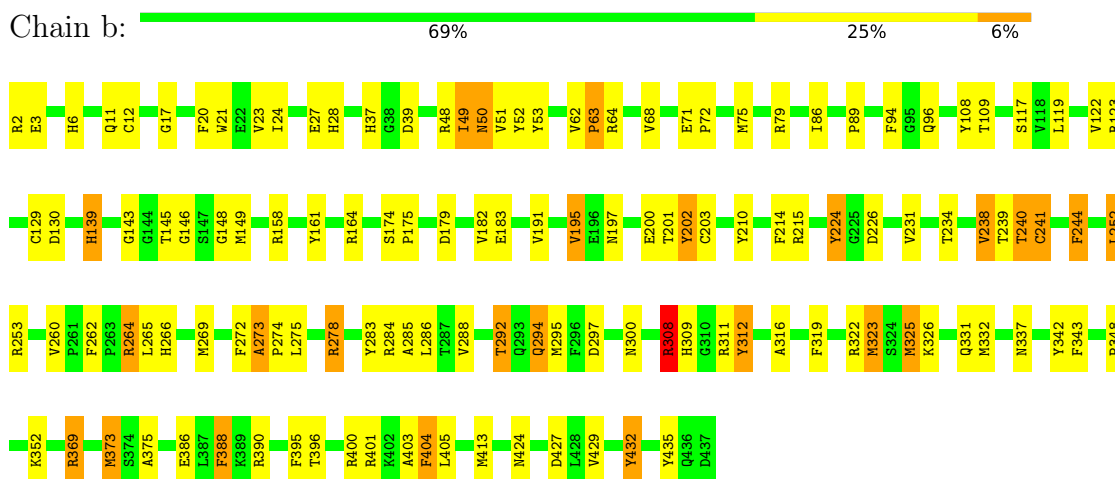 Chain b:
69% 25% 6%
R2 E3 H6 Q11 C12 G17 F20 W21 E22 V23 I24 E27 H28 H37 G38 D39 R48 I49 N50 V51 Y52 Y53 V62 P63 R64 V68 E71 P72 M75 R79 I86 P89 F94 G95 Q96 Y108 T109 S117 V118 L119 V122
C129 D130 H139 G143 G144 T145 G146 S147 G148 M149 R158 Y161 R164 S174 P175 D179 V182 E183 V191 V195 E196 N197 E200 T201 Y202 C203 Y210 F214 R215 Y224 G225 D226 V231 T234 V238 T239 T240 C241 F244
R253 V260 P261 F262 P263 R264 L265 H266 M269 F272 A273 P274 L275 R278 Y283 R284 A285 L286 T287 V288 T292 Q293 Q294 M295 F296 D297 N300 R308 H309 G310 R311 Y312 A316 F319 R322 M323 S324 M325 K326 Q331 M332 N337 Y342 F343
K352 R369 M373 S374 A375 E386 L387 F388 K389 R390 F395 T396 R400 R401 K402 A403 F404 L405 M413 N424 D427 L428 V429 Y432 Y435 Q436 D437